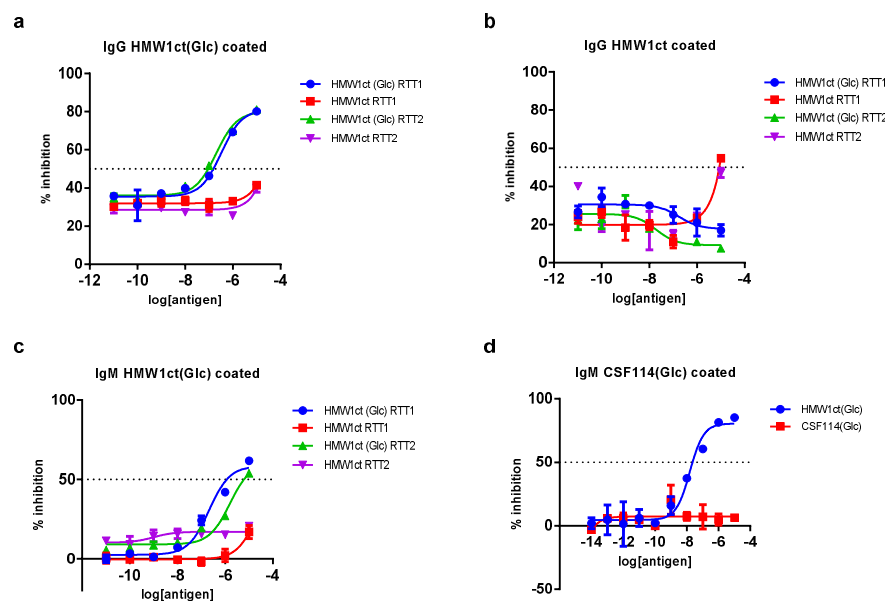 a
IgG HMW1ct(Glc) coated
100
80
60
40
20
0
% inhibition
-12
-10
-8
-6
-4
log[antigen]
HMW1ct (Glc) RTT1
HMW1ct RTT1
HMW1ct (Glc) RTT2
HMW1ct RTT2
b
IgG HMW1ct coated
100
80
60
40
20
0
% inhibition
-12
-10
-8
-6
-4
log[antigen]
HMW1ct (Glc) RTT1
HMW1ct RTT1
HMW1ct (Glc) RTT2
HMW1ct RTT2
c
IgM HMW1ct(Glc) coated
100
50
0
% inhibition
-10
-8
-6
-4
log[antigen]
HMW1ct (Glc) RTT1
HMW1ct RTT1
HMW1ct (Glc) RTT2
HMW1ct RTT2
d
IgM CSF114(Glc) coated
100
50
0
-50
% inhibition
-14
-12
-10
-8
-6
-4
log[antigen]
HMW1ct(Glc)
CSF114(Glc)